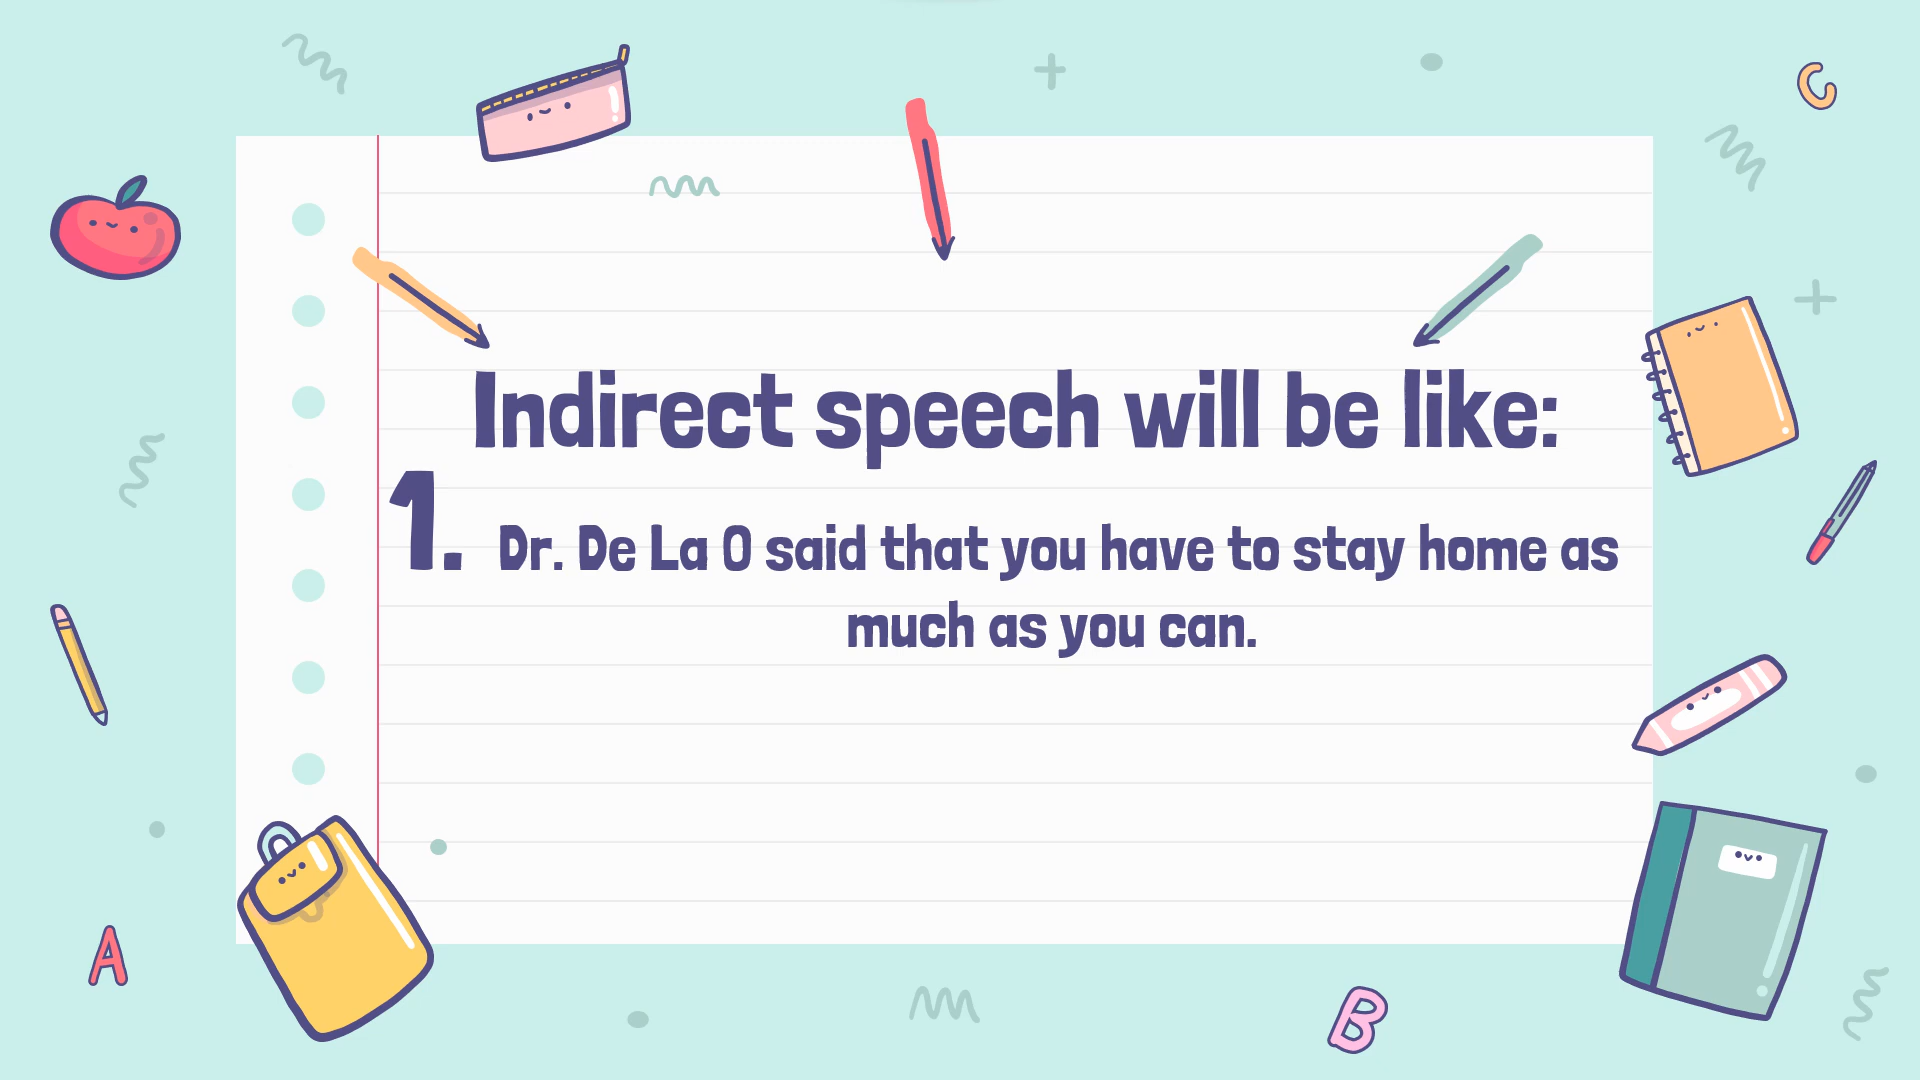 C
Indirect speech will be like:
1. Dr. De La O said that you have to stay home as
much as you can.
A
B